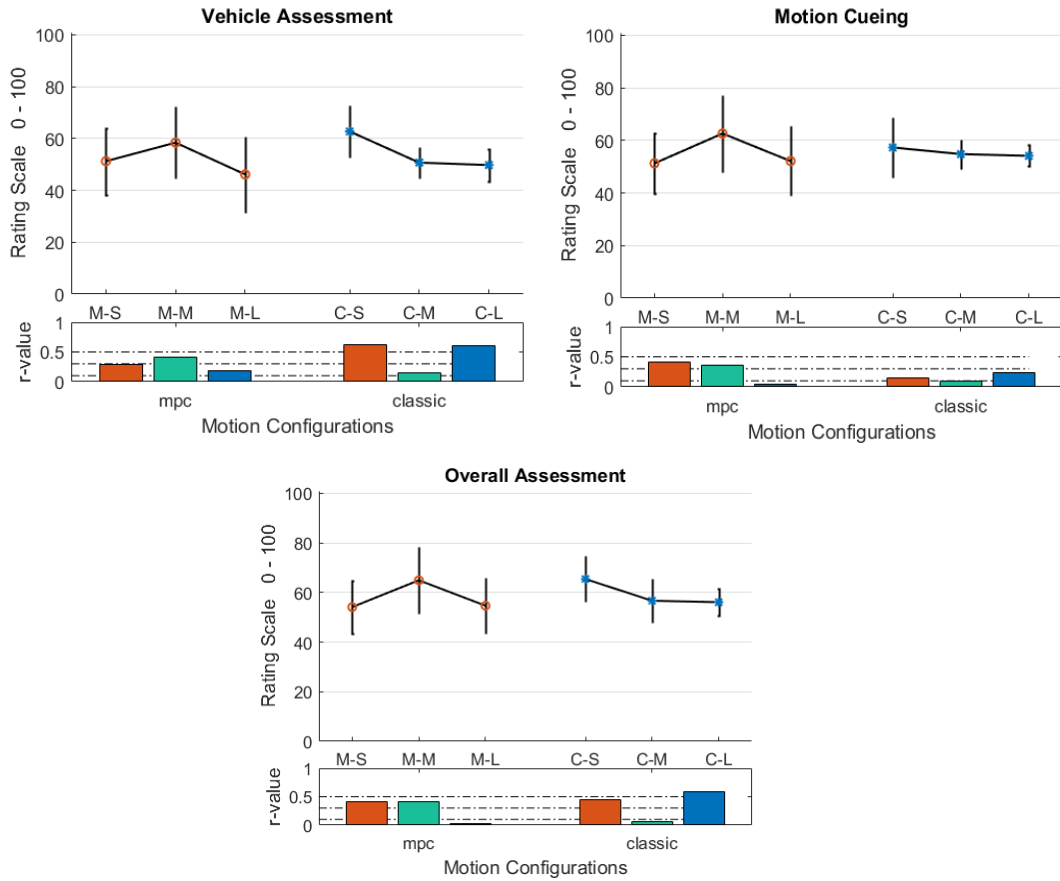 Vehicle Assessment
Rating Scale 0 - 100
100
80
60
40
20
0
M-S M-M M-L C-S C-M C-L
r-value
1
0.5
0
mpc classic
Motion Configurations
Motion Cueing
Rating Scale 0 - 100
100
80
60
40
20
0
M-S M-M M-L C-S C-M C-L
r-value
1
0.5
0
mpc classic
Motion Configurations
Overall Assessment
Rating Scale 0 - 100
100
80
60
40
20
0
M-S M-M M-L C-S C-M C-L
r-value
1
0.5
0
mpc classic
Motion Configurations